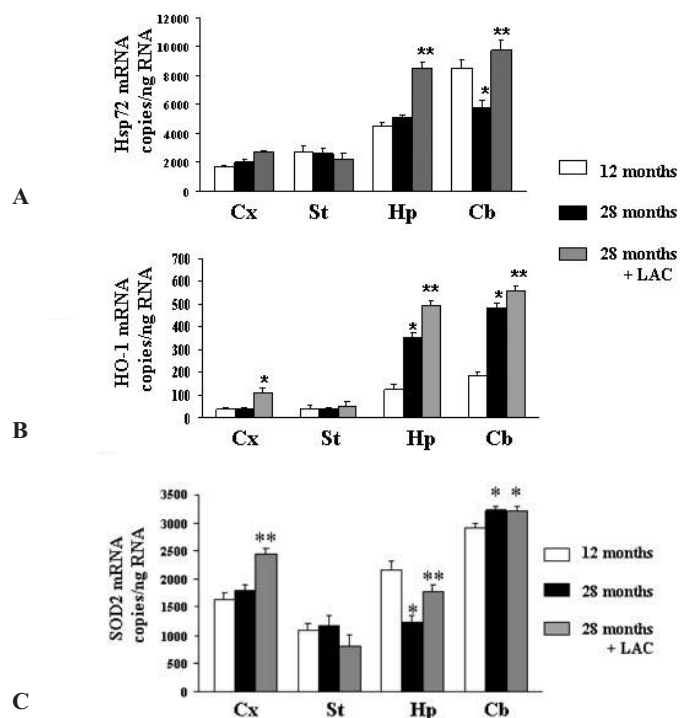 A
Hsp72 mRNA
copies/ng RNA
12000
10000
8000
6000
4000
2000
0
**
*
**
Cx St Hp Cb
12 months
28 months
28 months
+ LAC
B
HO-1 mRNA
copies/ng RNA
700
600
500
400
300
200
100
0
*
*
**
*
**
Cx St Hp Cb
C
SOD2 mRNA
copies/ng RNA
3500
3000
2500
2000
1500
1000
500
0
**
*
**
*
*
Cx St Hp Cb
12 months
28 months
28 months
+ LAC